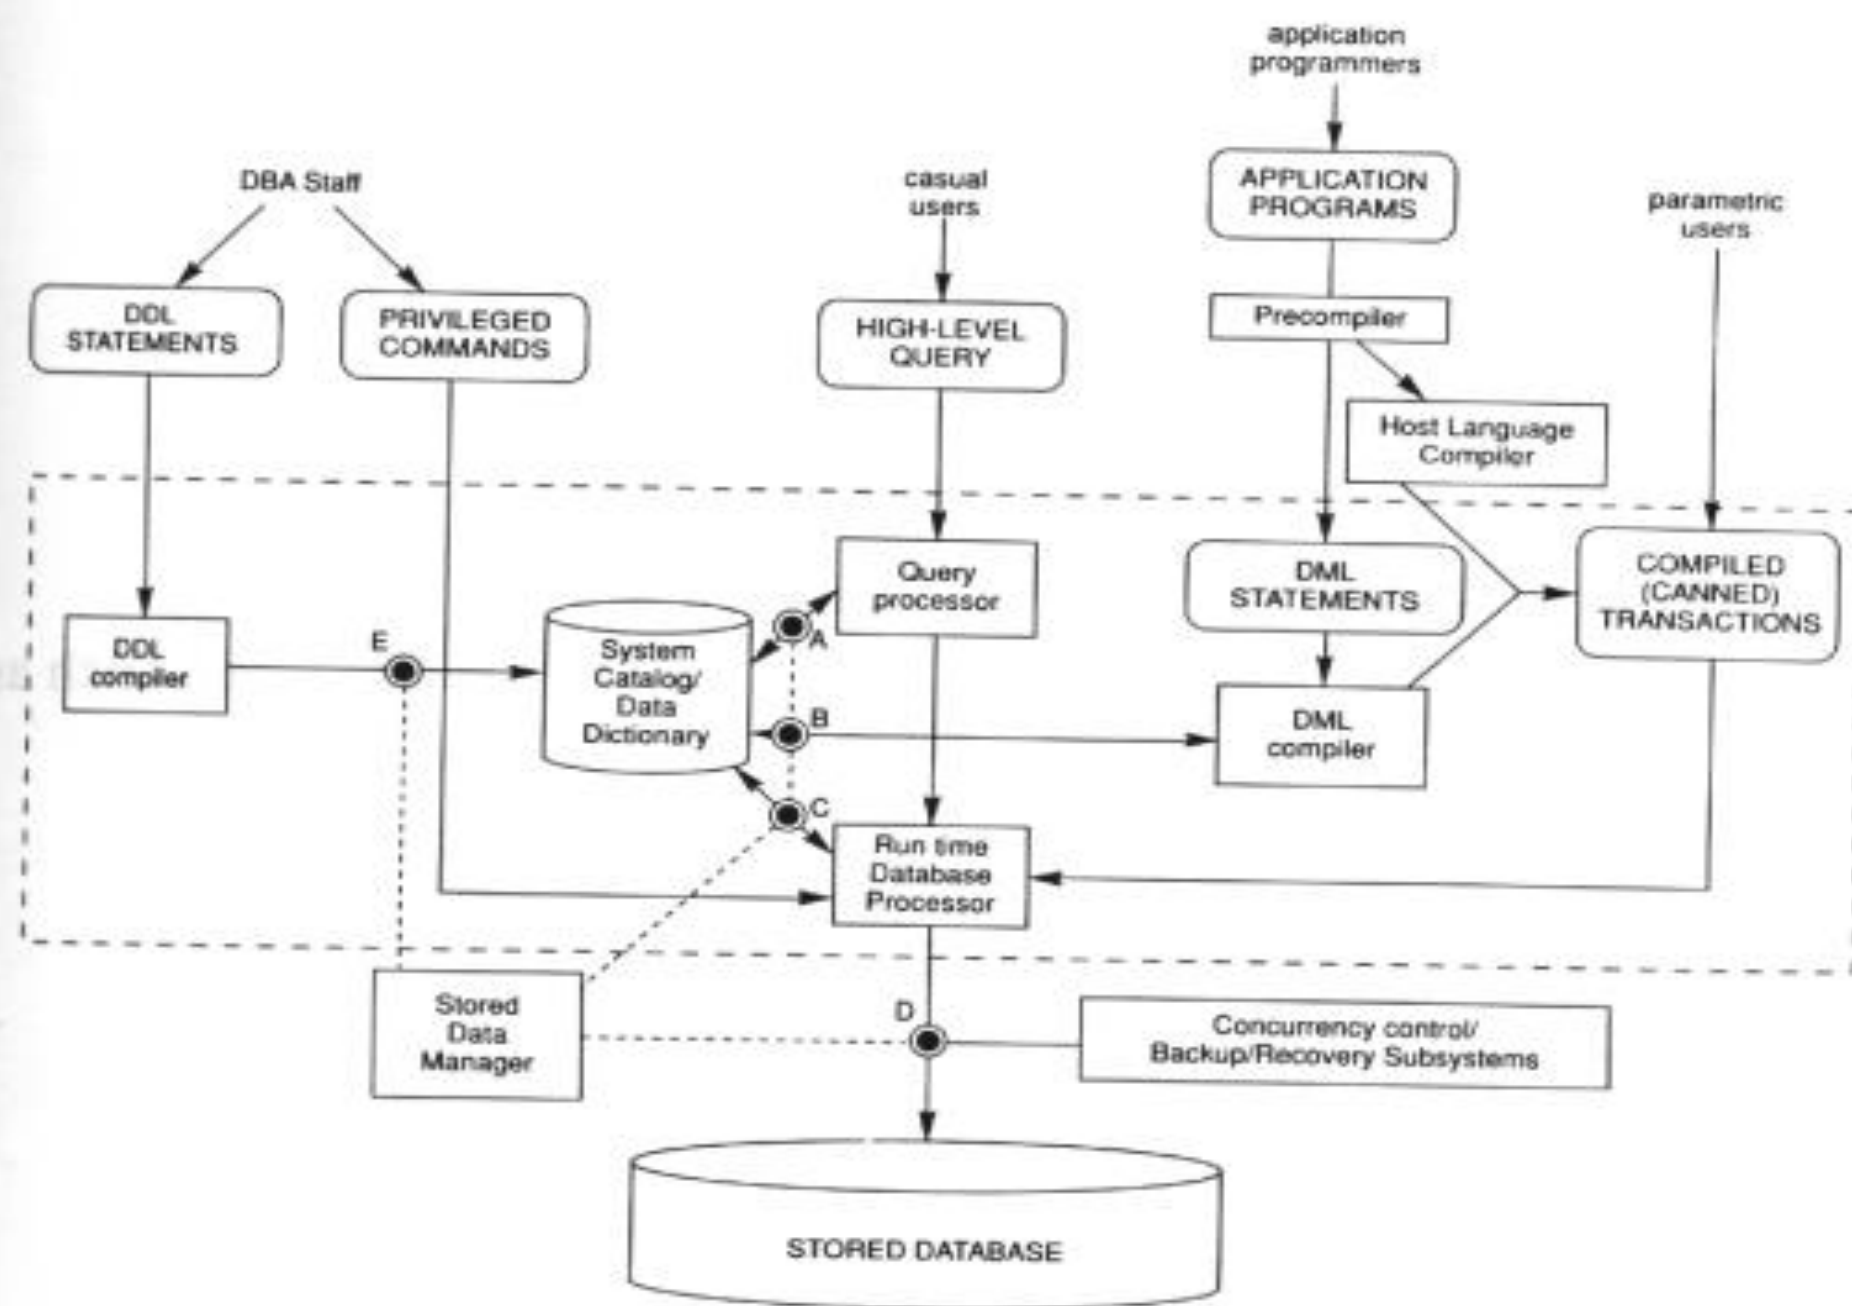 application
programmers
DBA Staff
casual
users
APPLICATION
PROGRAMS
parametric
users
DDL
STATEMENTS
PRIVILEGED
COMMANDS
HIGH-LEVEL
QUERY
Precompiler
Host Language
Compiler
Query
processor
DML
STATEMENTS
COMPILED
(CANNED)
TRANSACTIONS
DDL
compiler
E
System
Catalog/
Data
Dictionary
A
B
C
DML
compiler
Run time
Database
Processor
Stored
Data
Manager
D
Concurrency control/
Backup/Recovery Subsystems
STORED DATABASE